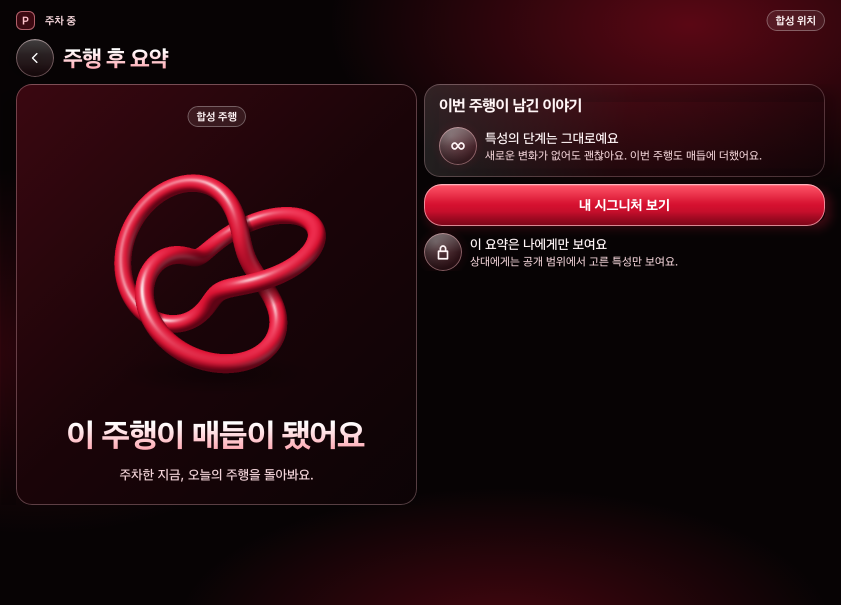 P 주차 중
합성 위치
주행 후 요약
합성 주행
이 주행이 매듭이 됐어요
주차한 지금, 오늘의 주행을 돌아봐요.
이번 주행이 남긴 이야기
특성의 단계는 그대로예요
새로운 변화가 없어도 괜찮아요. 이번 주행도 매듭에 더했어요.
내 시그니처 보기
이 요약은 나에게만 보여요
상대에게는 공개 범위에서 고른 특성만 보여요.